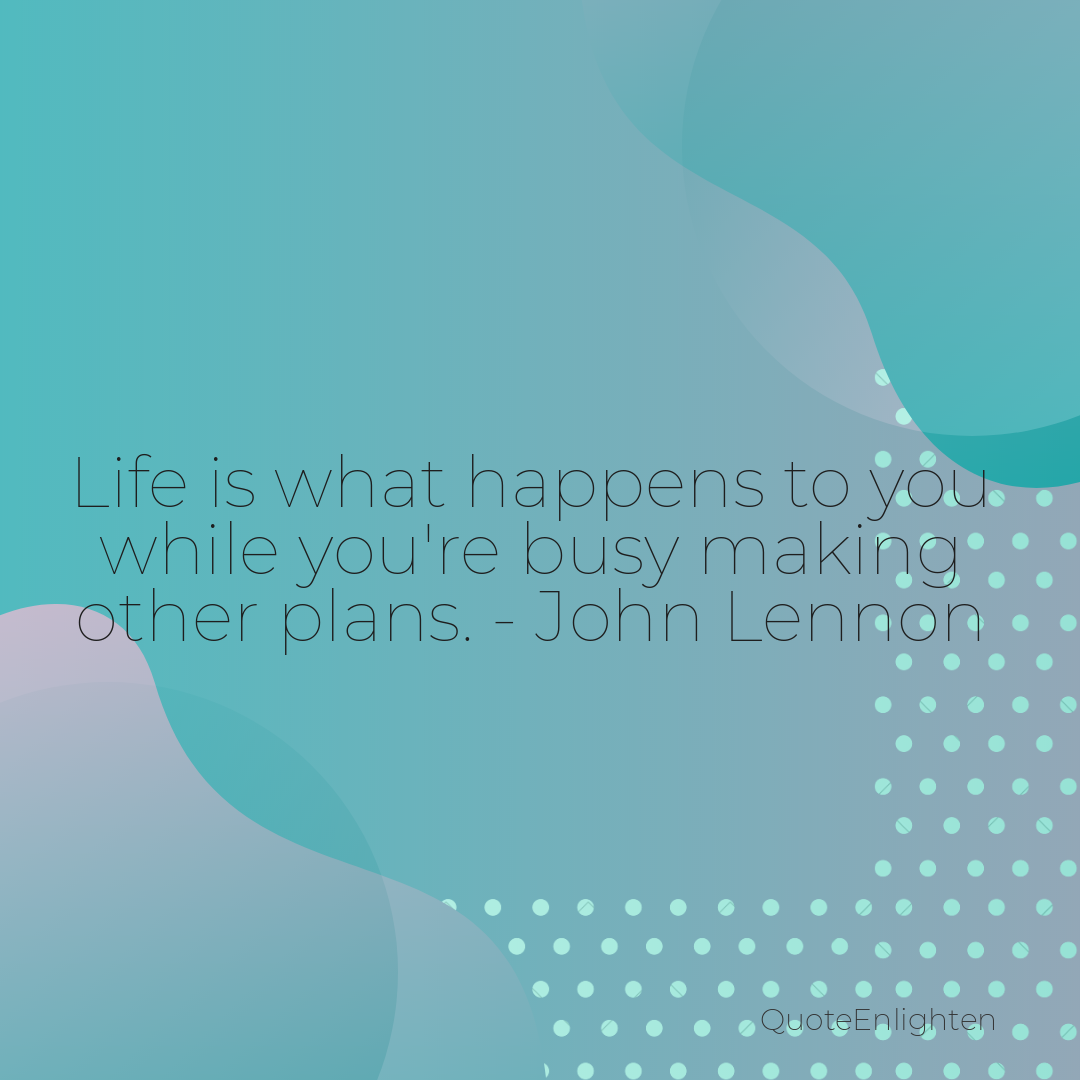 Life is what happens to you
while you're busy making
other plans. - John Lennon
QuoteEnlighten